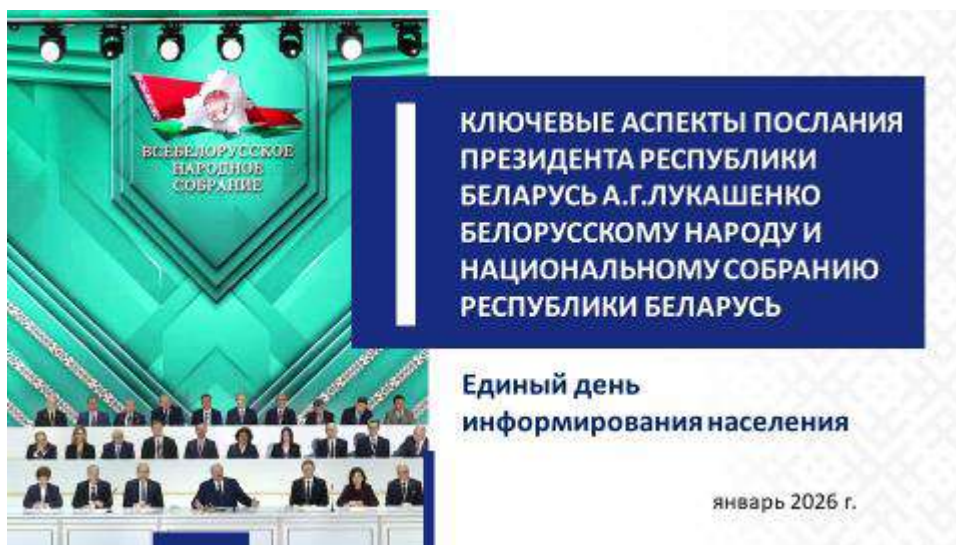 ВСЕБЕЛОРУССКОЕ
НАРОДНОЕ
СОБРАНИЕ
КЛЮЧЕВЫЕ АСПЕКТЫ ПОСЛАНИЯ
ПРЕЗИДЕНТА РЕСПУБЛИКИ
БЕЛАРУСЬ А.Г.ЛУКАШЕНКО
БЕЛОРУССКОМУ НАРОДУ И
НАЦИОНАЛЬНОМУ СОБРАНИЮ
РЕСПУБЛИКИ БЕЛАРУСЬ
Единый день
информирования населения
январь 2026 г.